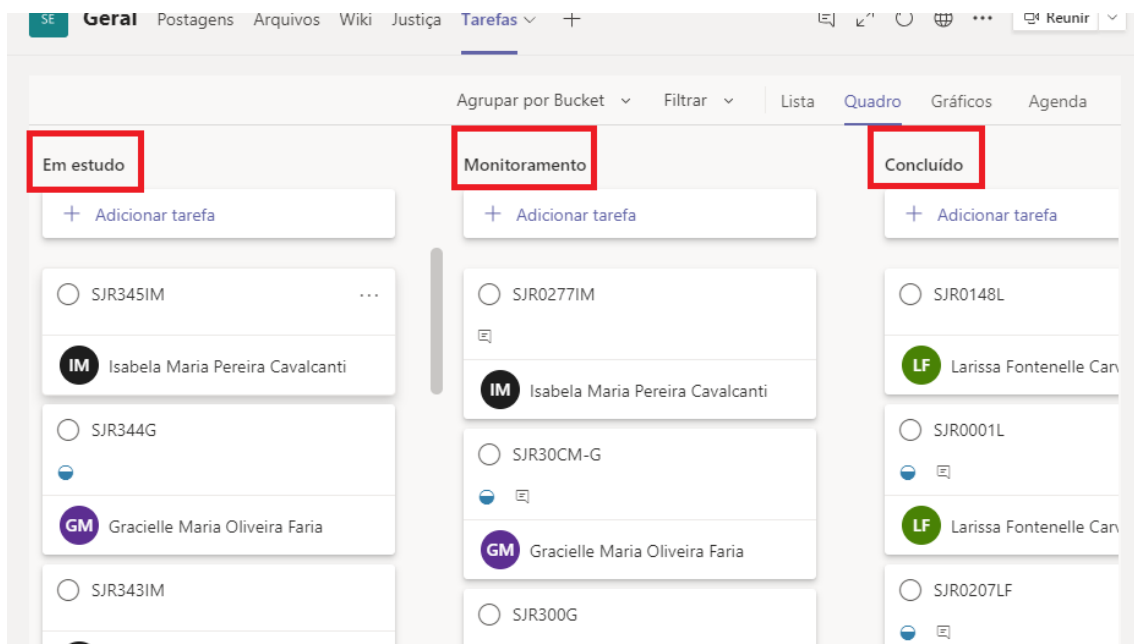 SE Geral Postagens Arquivos Wiki Justiça Tarefas Reunir
Agrupar por Bucket Filtrar Lista Quadro Gráficos Agenda
Em estudo
+ Adicionar tarefa
SJR345IM
IM Isabela Maria Pereira Cavalcanti
SJR344G
GM Gracielle Maria Oliveira Faria
SJR343IM
Monitoramento
+ Adicionar tarefa
SJR0277IM
IM Isabela Maria Pereira Cavalcanti
SJR30CM-G
GM Gracielle Maria Oliveira Faria
SJR300G
Concluído
+ Adicionar tarefa
SJR0148L
LF Larissa Fontenelle
SJR0001L
LF Larissa Fontenelle
SJR0207LF